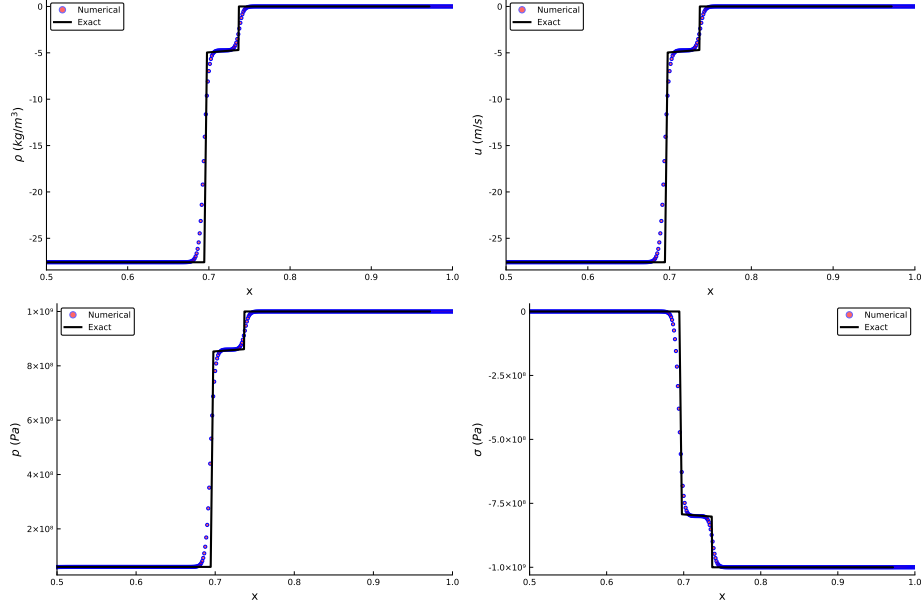 0
-5
-10
-15
-20
-25
ρ (kg/m³)
Numerical
Exact
0.5 0.6 0.7 0.8 0.9 1.0
x
0
-5
-10
-15
-20
-25
u (m/s)
Numerical
Exact
0.5 0.6 0.7 0.8 0.9 1.0
x
1×10⁹
8×10⁸
6×10⁸
4×10⁸
2×10⁸
p (Pa)
Numerical
Exact
0.5 0.6 0.7 0.8 0.9 1.0
x
0
-2.5×10⁸
-5.0×10⁸
-7.5×10⁸
-1.0×10⁹
σ (Pa)
Numerical
Exact
0.5 0.6 0.7 0.8 0.9 1.0
x